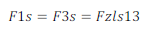 F1s = F3s = Fzls13